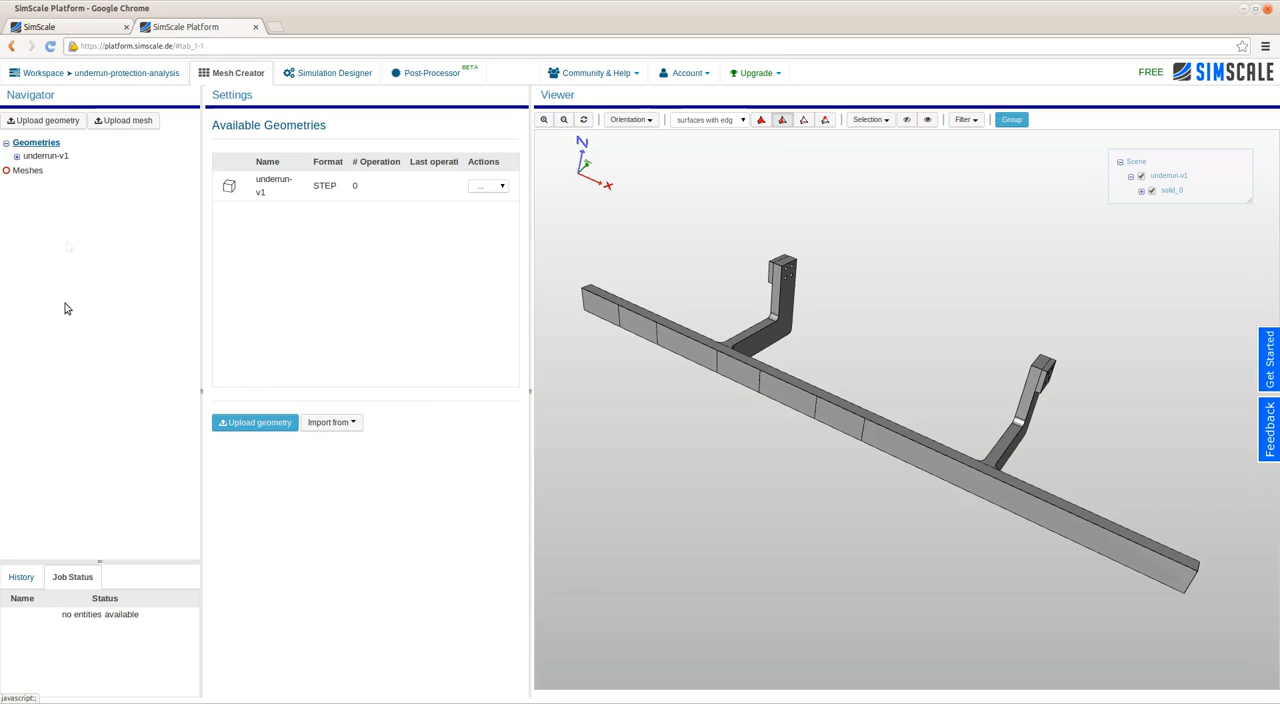 SimScale Platform - Google Chrome
SimScale
SimScale Platform
https://platform.simscale.de/#tab_1-1
Workspace ➤ underrun-protection-analysis
Mesh Creator
Simulation Designer
Post-Processor BETA
Community & Help
Account
Upgrade
FREE
SIMSCALE
Navigator
Settings
Viewer
Upload geometry
Upload mesh
Orientation
surfaces with edg
Selection
Filter
Group
Geometries
underrun-v1
Meshes
Available Geometries
Name Format # Operation Last operati Actions
underrun-
v1
STEP
0
...
Upload geometry
Import from
Z
X
Scene
underrun-v1
solid_0
Get Started
Feedback
History
Job Status
Name Status
no entities available
javascript:;